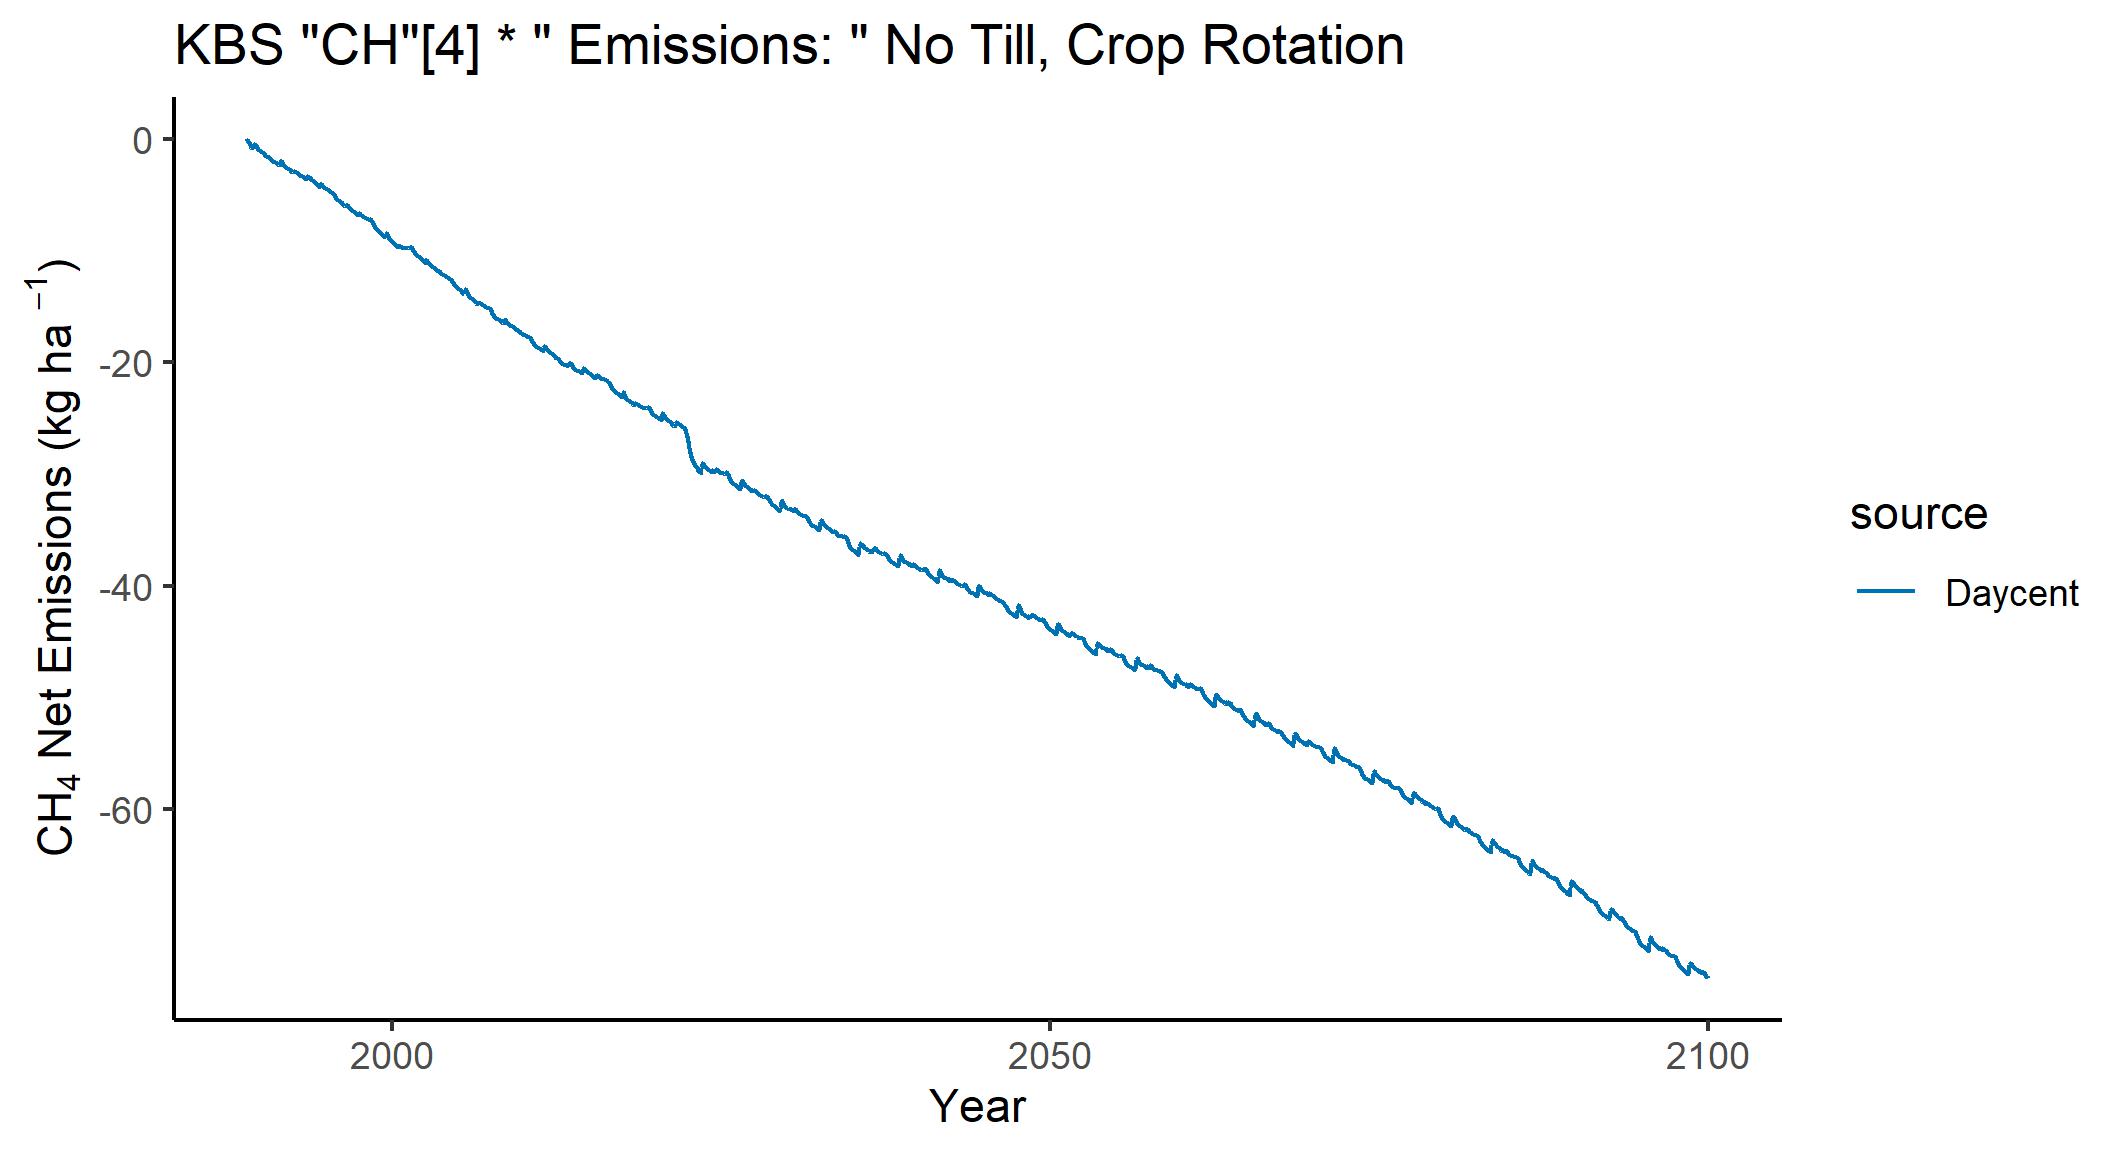 KBS "CH"[4] * " Emissions: " No Till, Crop Rotation
CH₄ Net Emissions (kg ha ⁻¹)
0
-20
-40
-60
2000
2050
2100
Year
source
Daycent